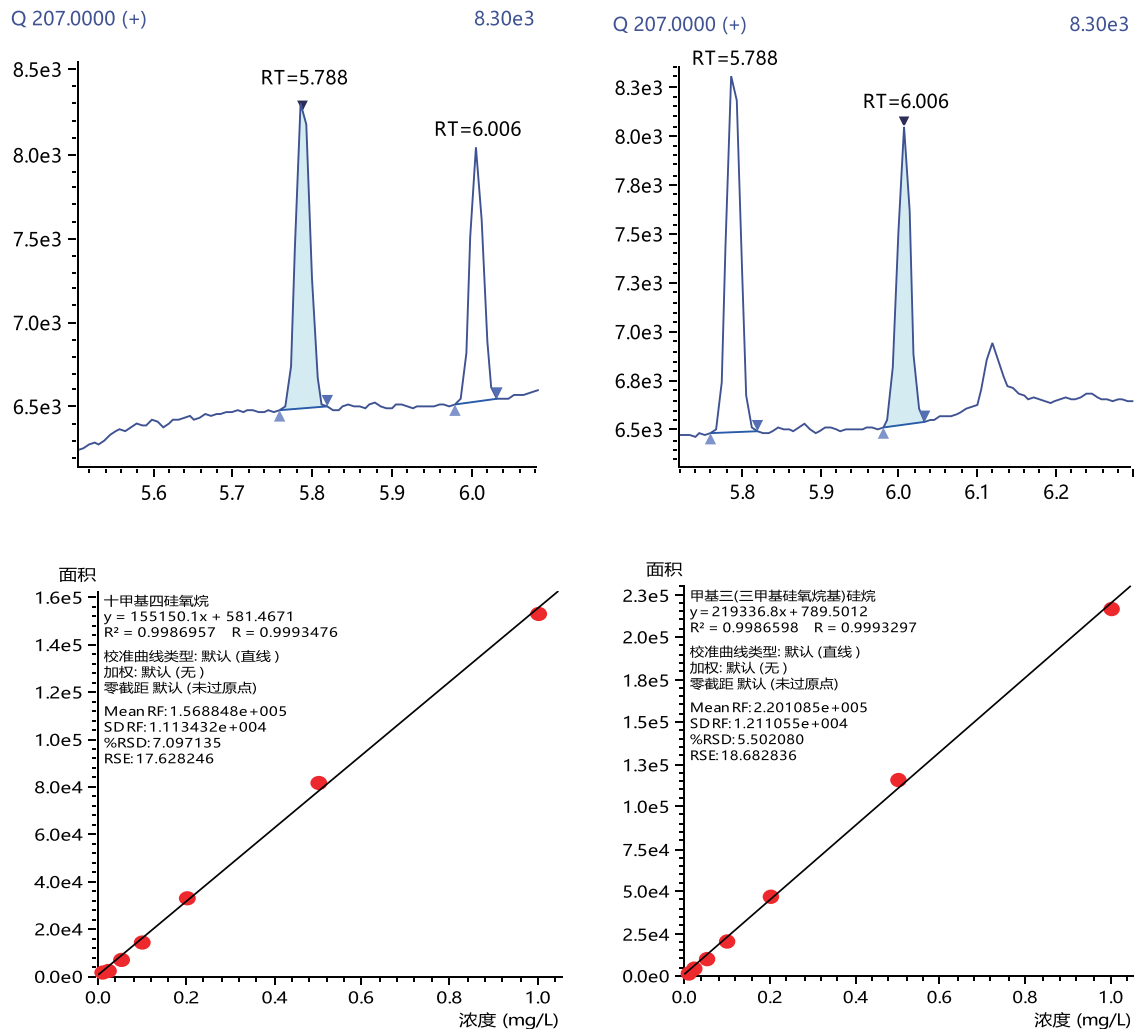 Q 207.0000 (+)
8.30e3
RT=5.788
RT=6.006
8.5e3
8.0e3
7.5e3
7.0e3
6.5e3
5.6
5.7
5.8
5.9
6.0
Q 207.0000 (+)
8.30e3
RT=5.788
RT=6.006
8.3e3
8.0e3
7.8e3
7.5e3
7.3e3
7.0e3
6.8e3
6.5e3
5.8
5.9
6.0
6.1
6.2
面积
十甲基四硅氧烷
y = 155150.1x + 581.4671
R² = 0.9986957 R = 0.9993476
校准曲线类型: 默认 (直线 )
加权: 默认 (无 )
零截距 默认 (未过原点)
Mean RF: 1.568848e+005
SD RF: 1.113432e+004
%RSD: 7.097135
RSE: 17.628246
1.6e5
1.4e5
1.2e5
1.0e5
8.0e4
6.0e4
4.0e4
2.0e4
0.0e0
0.0
0.2
0.4
0.6
0.8
1.0
浓度 (mg/L)
面积
甲基三(三甲基硅氧烷基)硅烷
y=219336.8x+789.5012
R² = 0.9986598 R = 0.9993297
校准曲线类型: 默认 (直线 )
加权: 默认 (无 )
零截距 默认 (未过原点)
Mean RF: 2.201085e+005
SD RF: 1.211055e+004
%RSD: 5.502080
RSE: 18.682836
2.3e5
2.0e5
1.8e5
1.5e5
1.3e5
1.0e5
7.5e4
5.0e4
2.5e4
0.0e0
0.0
0.2
0.4
0.6
0.8
1.0
浓度 (mg/L)